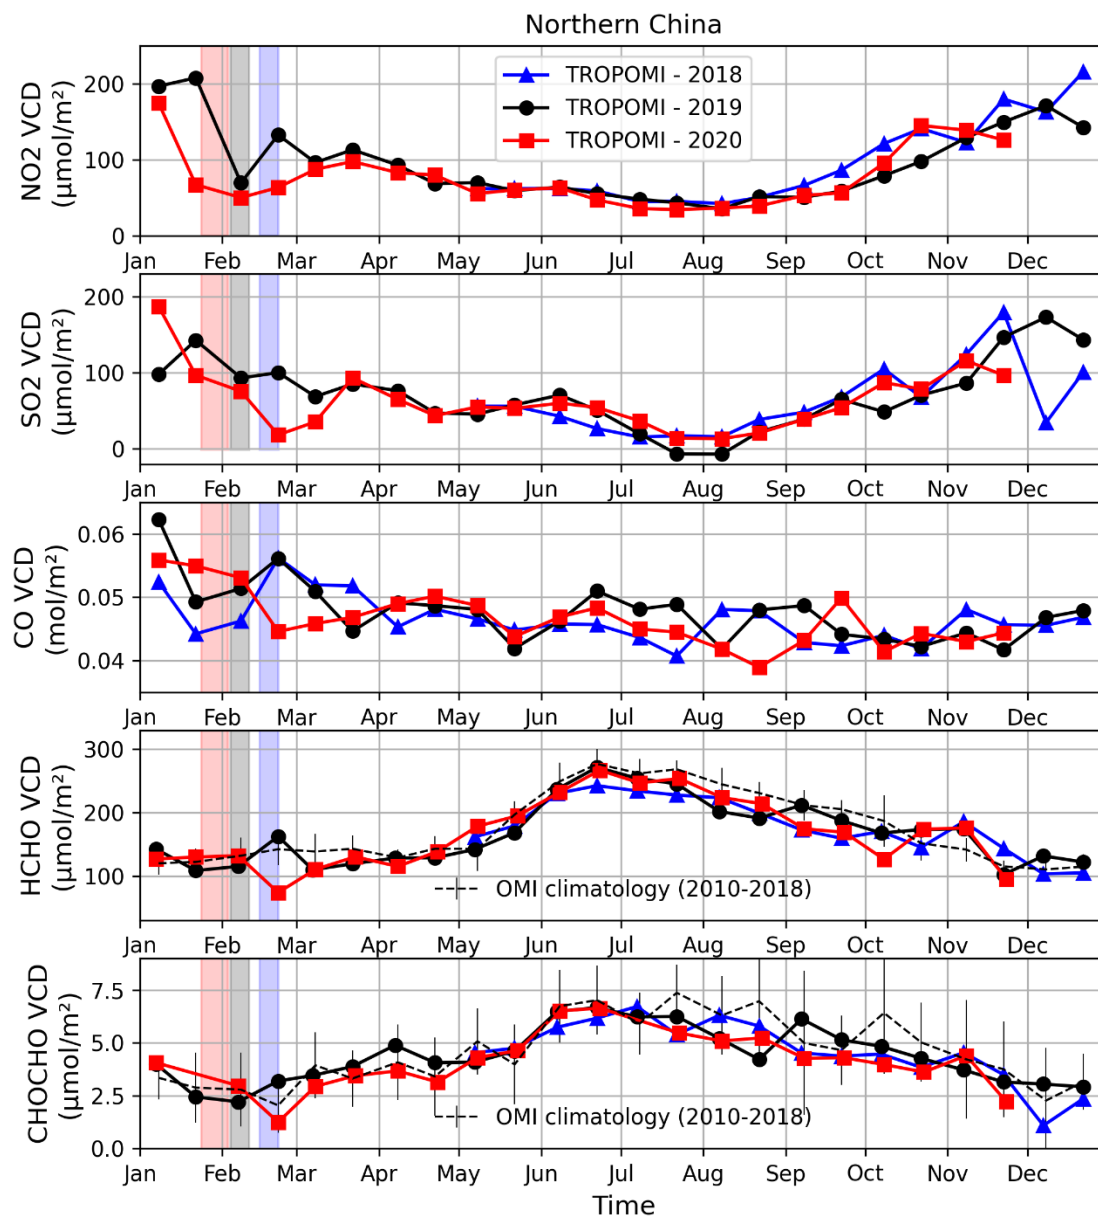 Northern China
NO2 VCD
(µmol/m²)
200
100
0
TROPOMI - 2018
TROPOMI - 2019
TROPOMI - 2020
Jan Feb Mar Apr May Jun Jul Aug Sep Oct Nov Dec
SO2 VCD
(µmol/m²)
200
100
0
Jan Feb Mar Apr May Jun Jul Aug Sep Oct Nov Dec
CO VCD
(mol/m²)
0.06
0.05
0.04
Jan Feb Mar Apr May Jun Jul Aug Sep Oct Nov Dec
HCHO VCD
(µmol/m²)
300
200
100
OMI climatology (2010-2018)
Jan Feb Mar Apr May Jun Jul Aug Sep Oct Nov Dec
CHOCHO VCD
(µmol/m²)
7.5
5.0
2.5
0.0
OMI climatology (2010-2018)
Jan Feb Mar Apr May Jun Jul Aug Sep Oct Nov Dec
Time